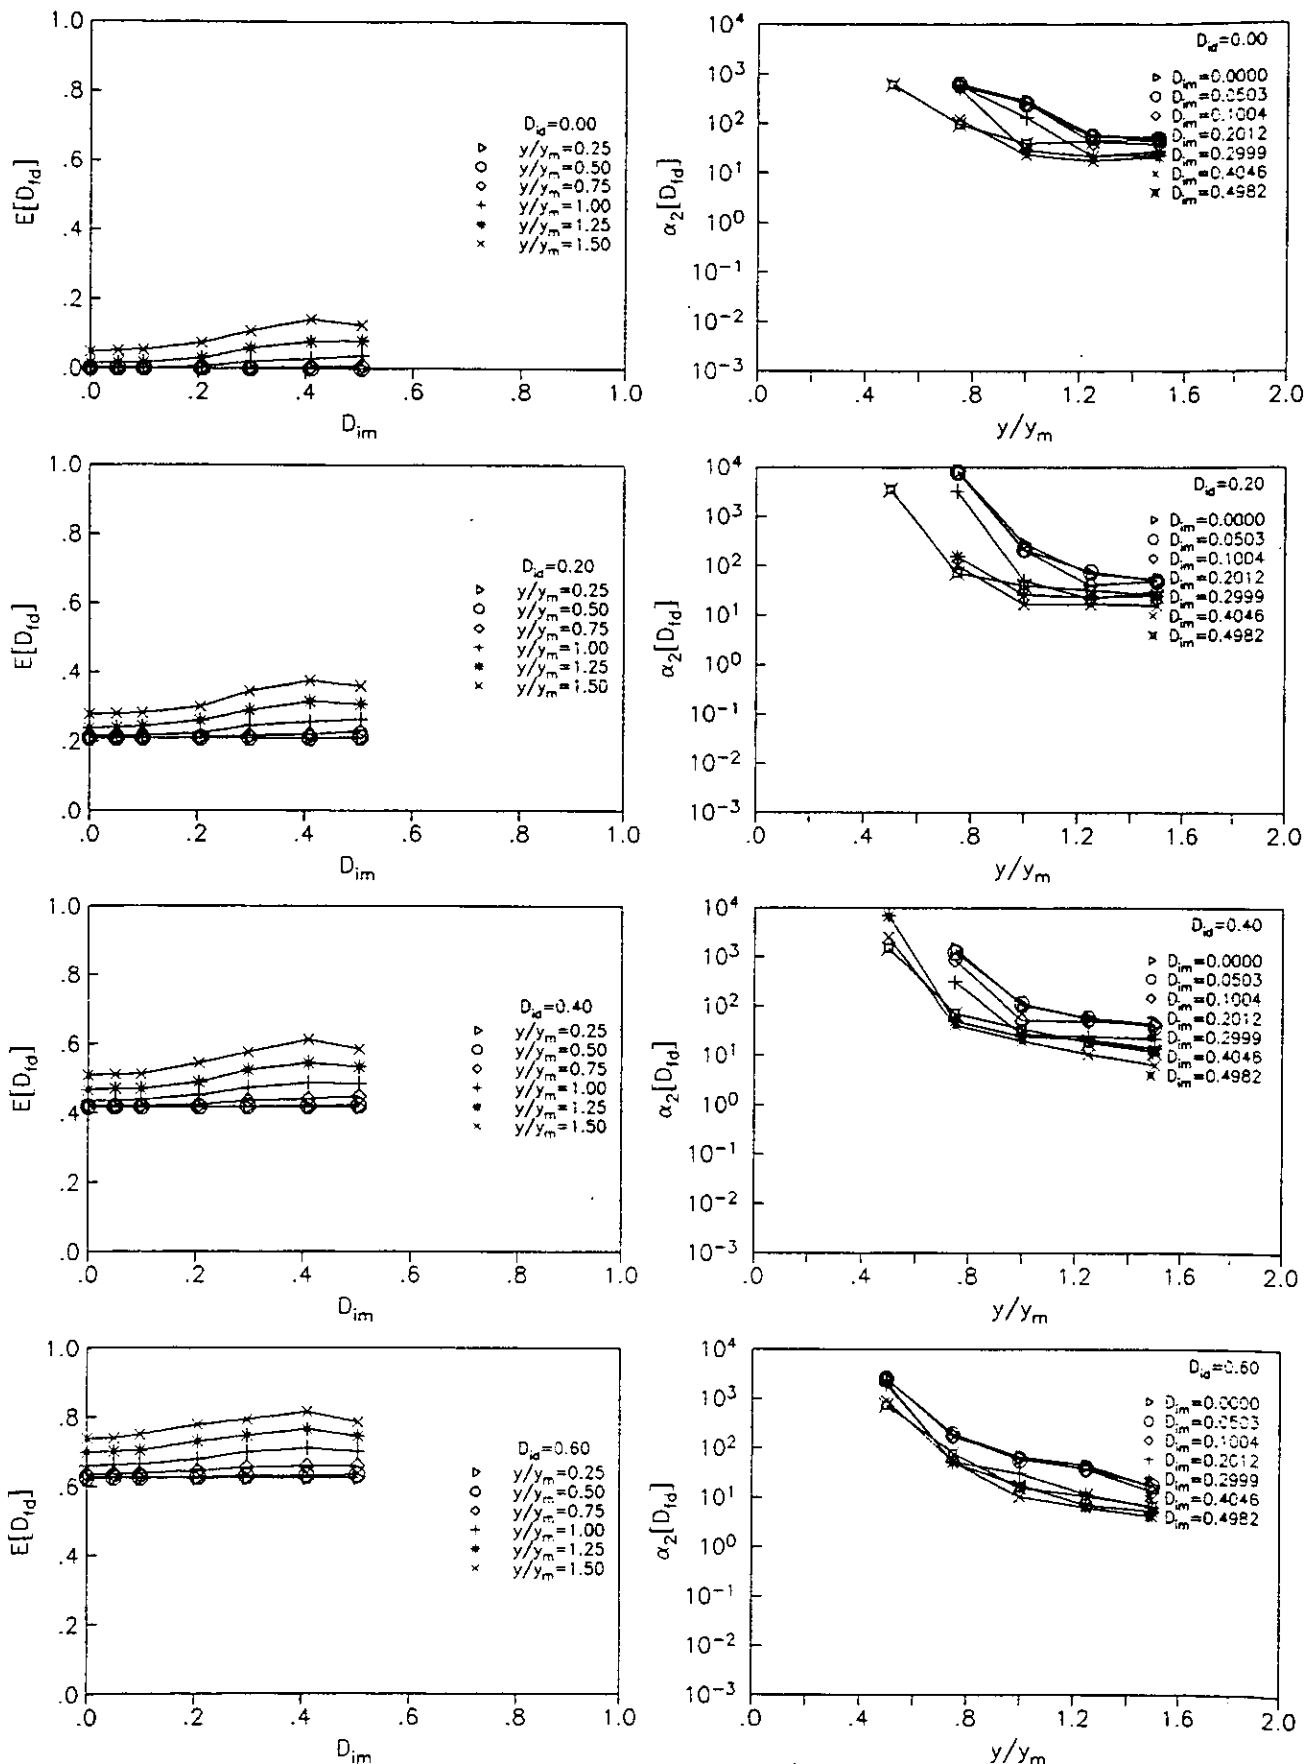 1.0
.8
.6
.4
.2
.0
E[D_fd]
D_id=0.00
y/y_m=0.25
y/y_m=0.50
y/y_m=0.75
y/y_m=1.00
y/y_m=1.25
y/y_m=1.50
.0 .2 .4 .6 .8 1.0
D_im
10^4
10^3
10^2
10^1
10^0
10^-1
10^-2
10^-3
α_2[D_fd]
D_id=0.00
D_im=0.0000
D_im=0.0503
D_im=0.1004
D_im=0.2012
D_im=0.2999
D_im=0.4046
D_im=0.4982
.0 .4 .8 1.2 1.6 2.0
y/y_m
1.0
.8
.6
.4
.2
.0
E[D_fd]
D_id=0.20
y/y_m=0.25
y/y_m=0.50
y/y_m=0.75
y/y_m=1.00
y/y_m=1.25
y/y_m=1.50
.0 .2 .4 .6 .8 1.0
D_im
10^4
10^3
10^2
10^1
10^0
10^-1
10^-2
10^-3
α_2[D_fd]
D_id=0.20
D_im=0.0000
D_im=0.0503
D_im=0.1004
D_im=0.2012
D_im=0.2999
D_im=0.4046
D_im=0.4982
.0 .4 .8 1.2 1.6 2.0
y/y_m
1.0
.8
.6
.4
.2
.0
E[D_fd]
D_id=0.40
y/y_m=0.25
y/y_m=0.50
y/y_m=0.75
y/y_m=1.00
y/y_m=1.25
y/y_m=1.50
.0 .2 .4 .6 .8 1.0
D_im
10^4
10^3
10^2
10^1
10^0
10^-1
10^-2
10^-3
α_2[D_fd]
D_id=0.40
D_im=0.0000
D_im=0.0503
D_im=0.1004
D_im=0.2012
D_im=0.2999
D_im=0.4046
D_im=0.4982
.0 .4 .8 1.2 1.6 2.0
y/y_m
1.0
.8
.6
.4
.2
.0
E[D_fd]
D_id=0.60
y/y_m=0.25
y/y_m=0.50
y/y_m=0.75
y/y_m=1.00
y/y_m=1.25
y/y_m=1.50
.0 .2 .4 .6 .8 1.0
D_im
10^4
10^3
10^2
10^1
10^0
10^-1
10^-2
10^-3
α_2[D_fd]
D_id=0.60
D_im=0.0000
D_im=0.0503
D_im=0.1004
D_im=0.2012
D_im=0.2999
D_im=0.4046
D_im=0.4982
.0 .4 .8 1.2 1.6 2.0
y/y_m